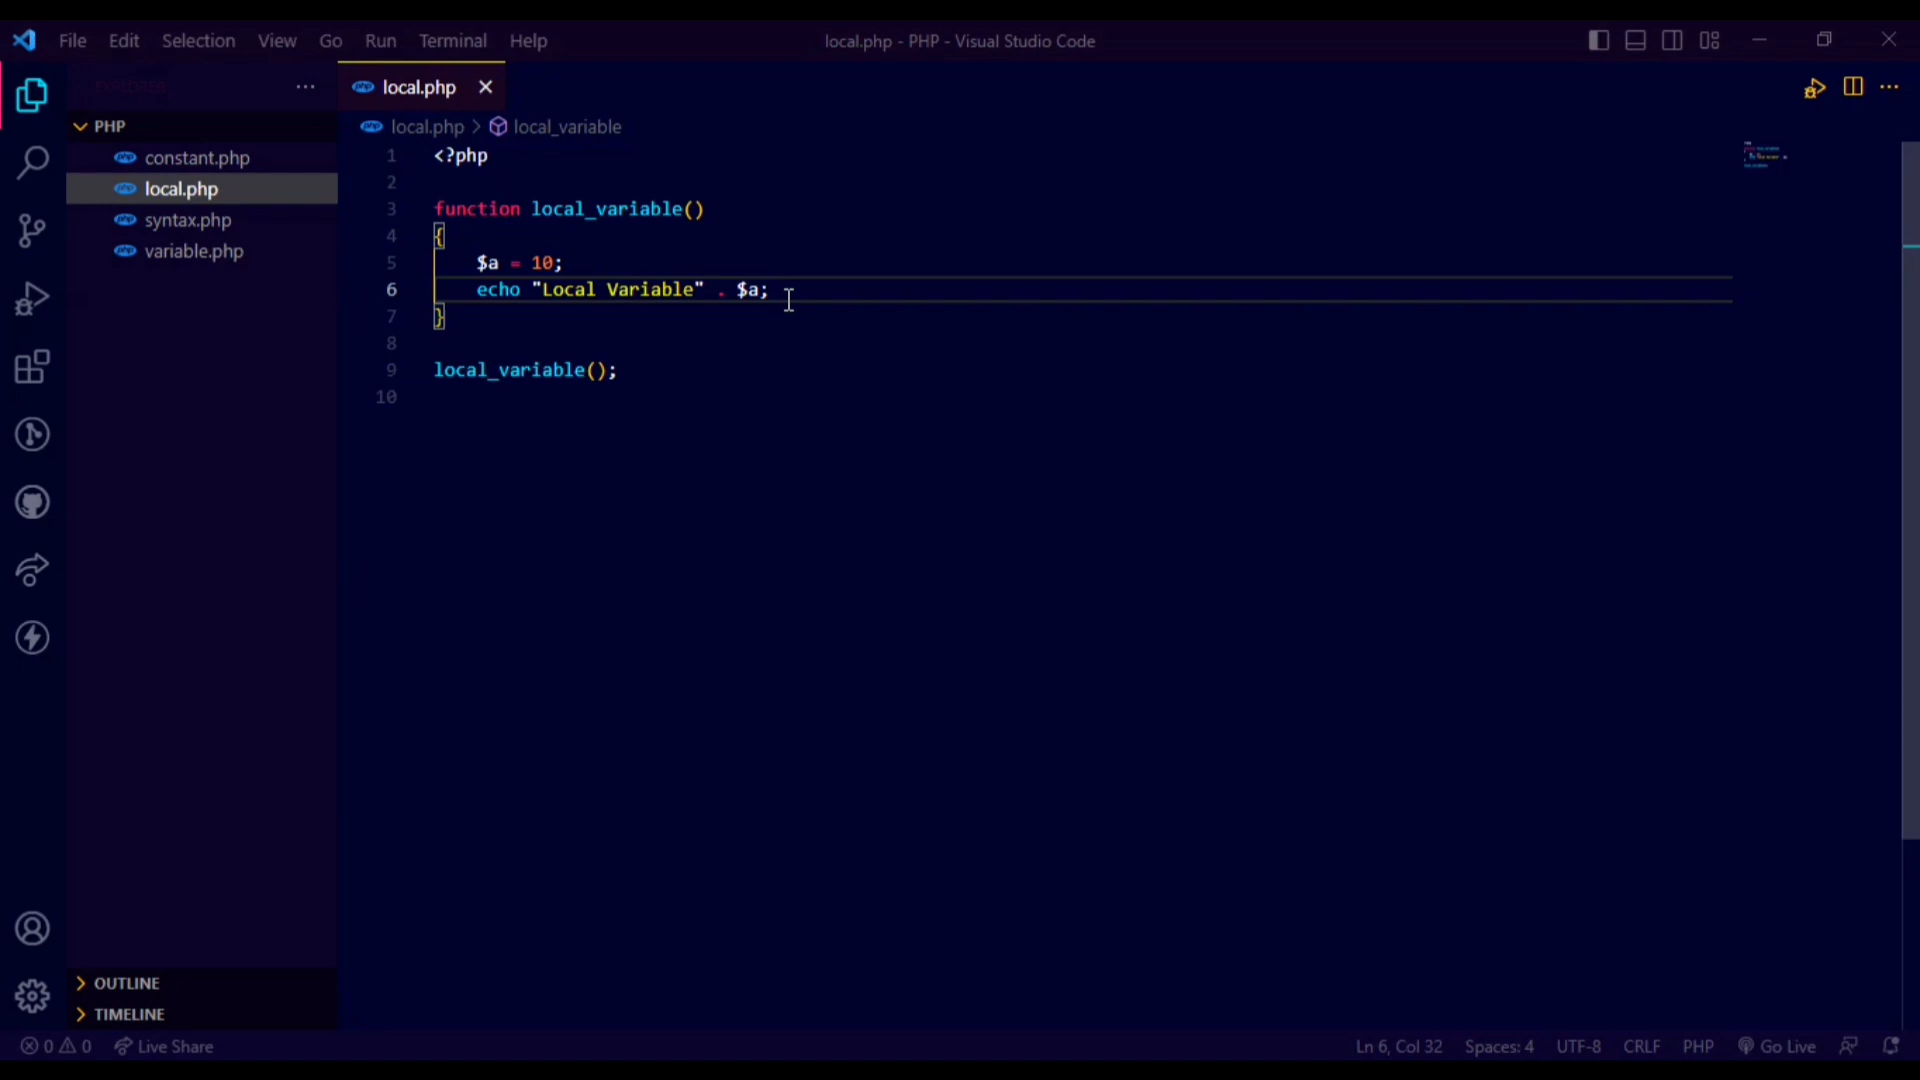 File Edit Selection View Go Run Terminal Help
local.php - PHP - Visual Studio Code
EXPLORER ···
local.php
PHP
constant.php
local.php
syntax.php
variable.php
local.php > local_variable
1 <?php
2
3 function local_variable()
4 {
5 $a = 10;
6 echo "Local Variable" . $a;
7 }
8
9 local_variable();
10
OUTLINE
TIMELINE
0 0 Live Share
Ln 6, Col 32 Spaces: 4 UTF-8 CRLF PHP Go Live